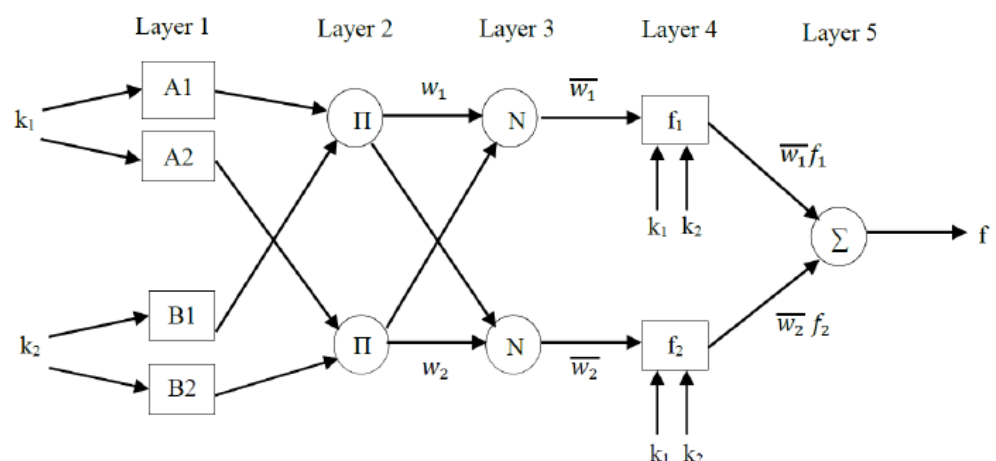 Layer 1 Layer 2 Layer 3 Layer 4 Layer 5
A1
k₁
A2
Π
w₁
N
w̅₁
f₁
k₁ k₂
w̅₁f₁
Σ
f
B1
k₂
B2
Π
w₂
N
w̅₂
f₂
k₁ k₂
w̅₂ f₂